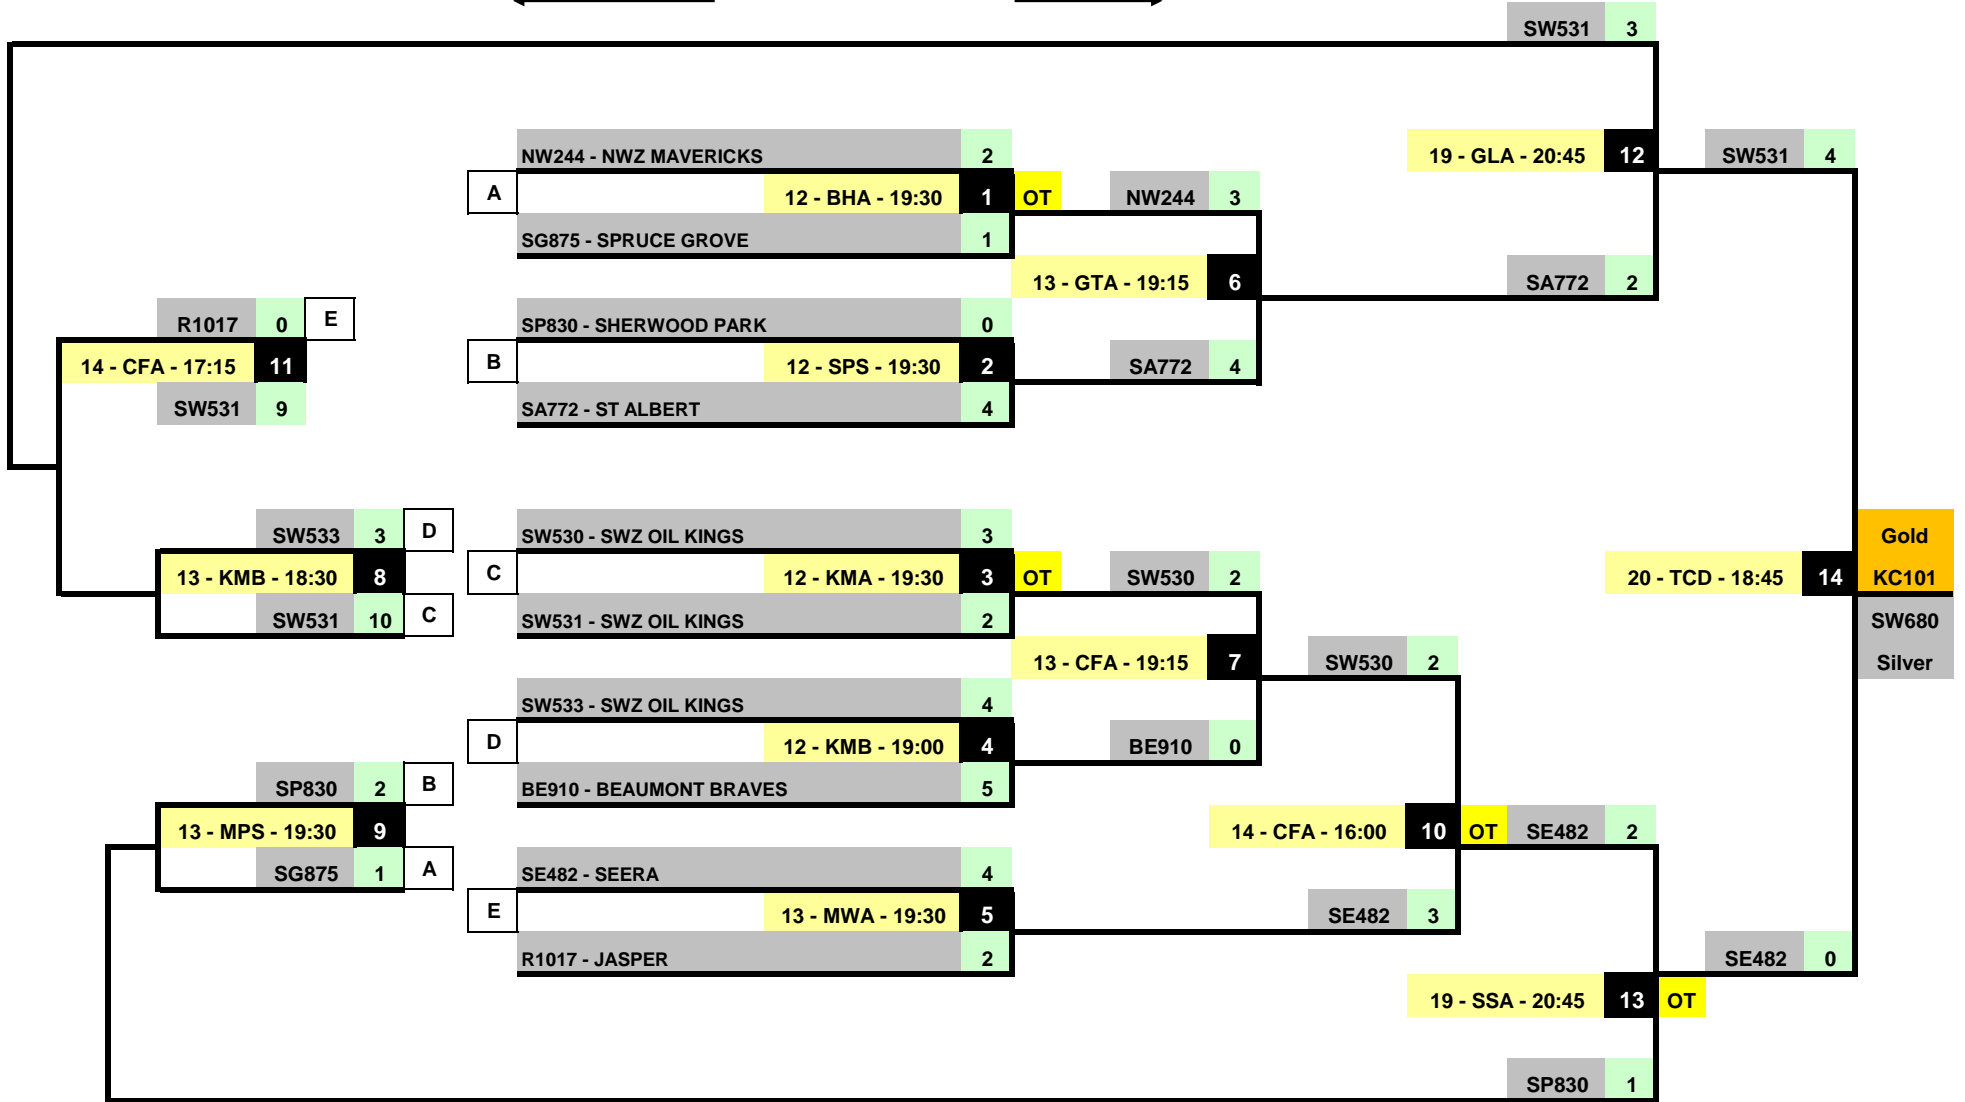 SW531 3
NW244 - NWZ MAVERICKS 2
19 - GLA - 20:45 12 SW531 4
A 12 - BHA - 19:30 1 OT NW244 3
SG875 - SPRUCE GROVE 1
13 - GTA - 19:15 6 SA772 2
R1017 0 E SP830 - SHERWOOD PARK 0
14 - CFA - 17:15 11 B 12 - SPS - 19:30 2 SA772 4
SW531 9 SA772 - ST ALBERT 4
SW533 3 D SW530 - SWZ OIL KINGS 3 Gold
13 - KMB - 18:30 8 C 12 - KMA - 19:30 3 OT SW530 2 20 - TCD - 18:45 14 KC101
SW531 10 C SW531 - SWZ OIL KINGS 2 SW680
13 - CFA - 19:15 7 SW530 2 Silver
SW533 - SWZ OIL KINGS 4
D 12 - KMB - 19:00 4 BE910 0
SP830 2 B BE910 - BEAUMONT BRAVES 5
13 - MPS - 19:30 9 14 - CFA - 16:00 10 OT SE482 2
SG875 1 A SE482 - SEERA 4
E 13 - MWA - 19:30 5 SE482 3
R1017 - JASPER 2 SE482 0
19 - SSA - 20:45 13 OT
SP830 1